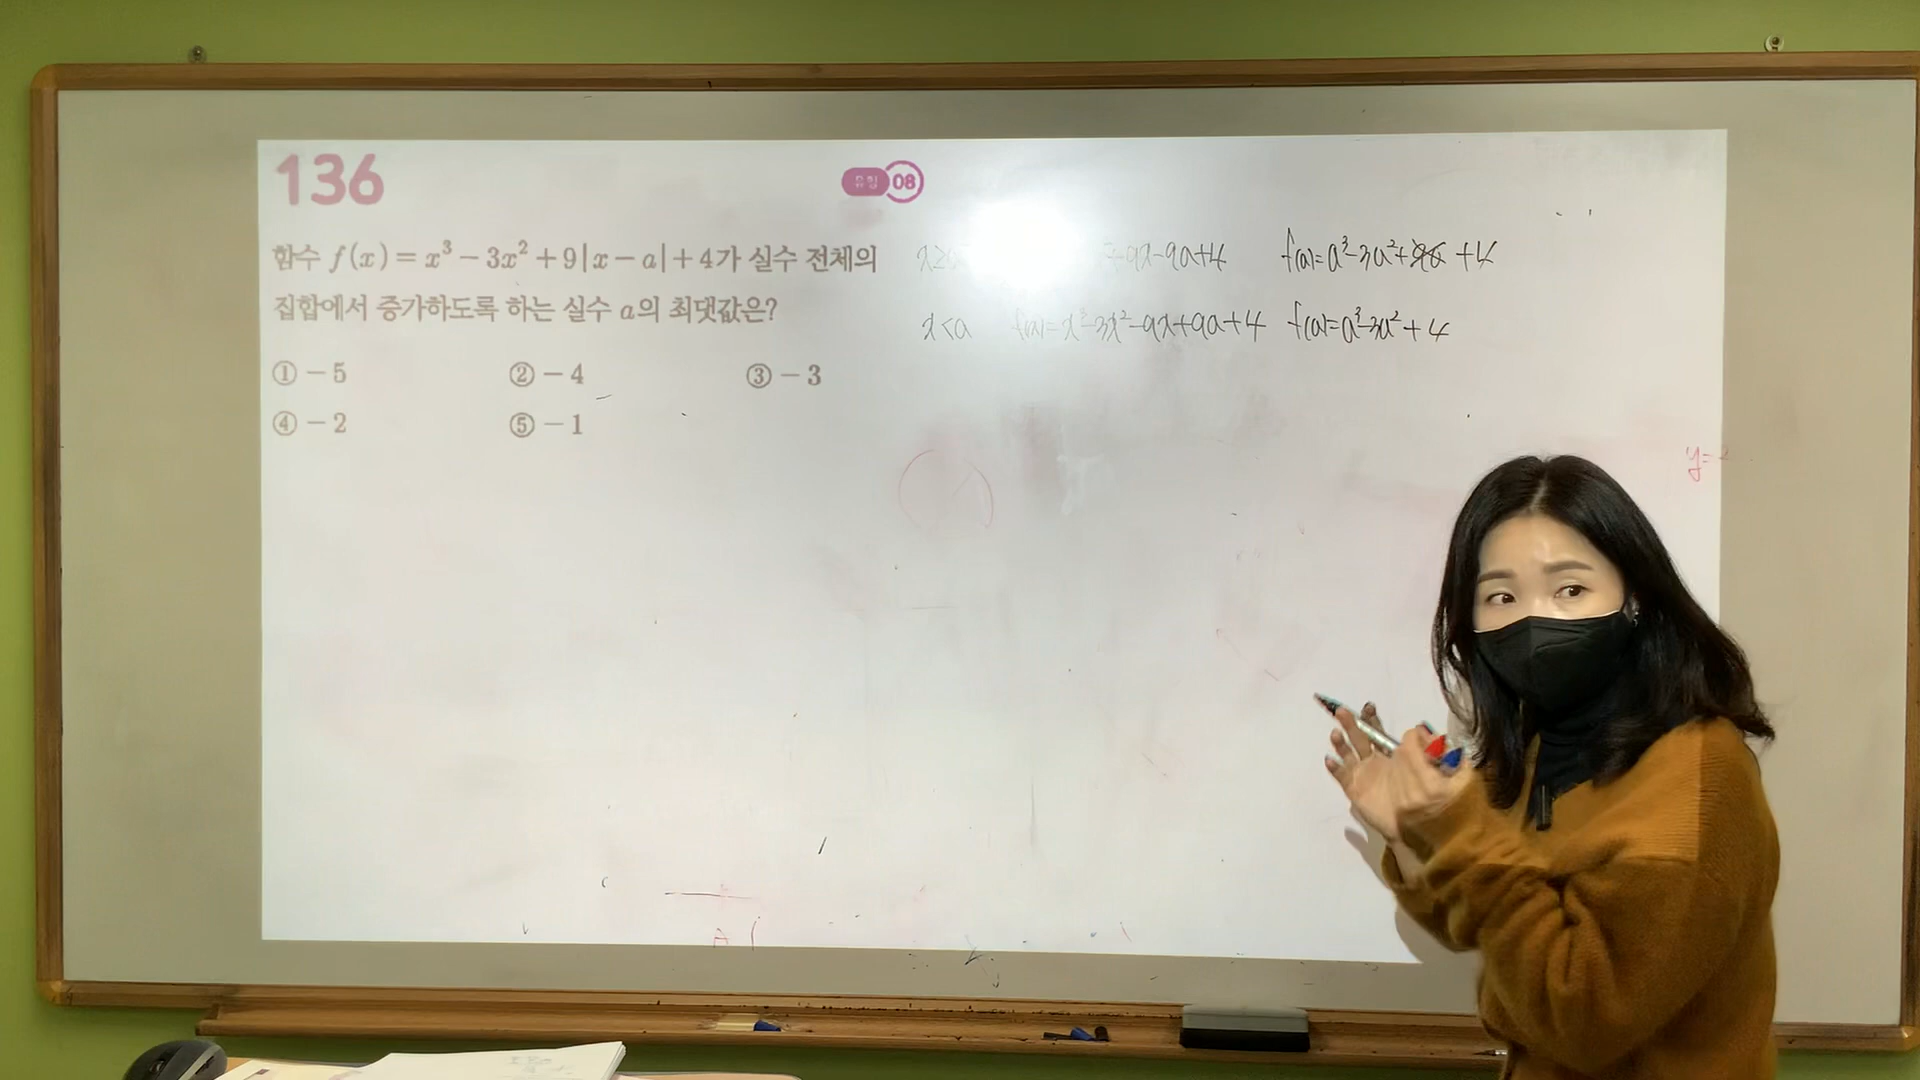 136
유형 08
함수 f(x) = x³ - 3x² + 9|x - a| + 4가 실수 전체의
집합에서 증가하도록 하는 실수 a의 최댓값은?
① -5 ② -4 ③ -3
④ -2 ⑤ -1
x≥ +9x-9a+4 f(a)=a³-3a²+ +4
x<a f(x)=x³-3x²-9x+9a+4 f(a)=a³-3a²+4
y=
A